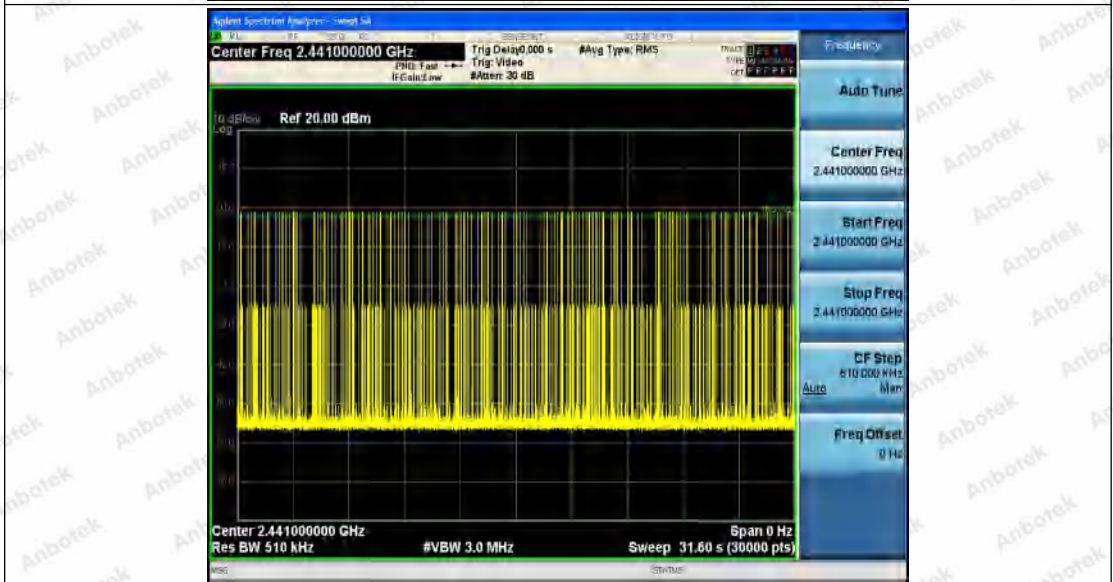 Agilent Spectrum Analyzer - Swept SA
Center Freq 2.441000000 GHz
PNO: Fast
IFGain:Low
Trig Delay0.000 s
Trig: Video
#Atten: 30 dB
#Avg Type: RMS
TRACE
TYPE
DET P P P P P P
Frequency
Auto Tune
10 dB/div
Log
Ref 20.00 dBm
Center Freq
2.441000000 GHz
Start Freq
2.441000000 GHz
Stop Freq
2.441000000 GHz
CF Step
510.000 kHz
Auto
Man
Freq Offset
0 Hz
Center 2.441000000 GHz
Span 0 Hz
Res BW 510 kHz
#VBW 3.0 MHz
Sweep 31.60 s (30000 pts)
MSG
STATUS
Anbotek